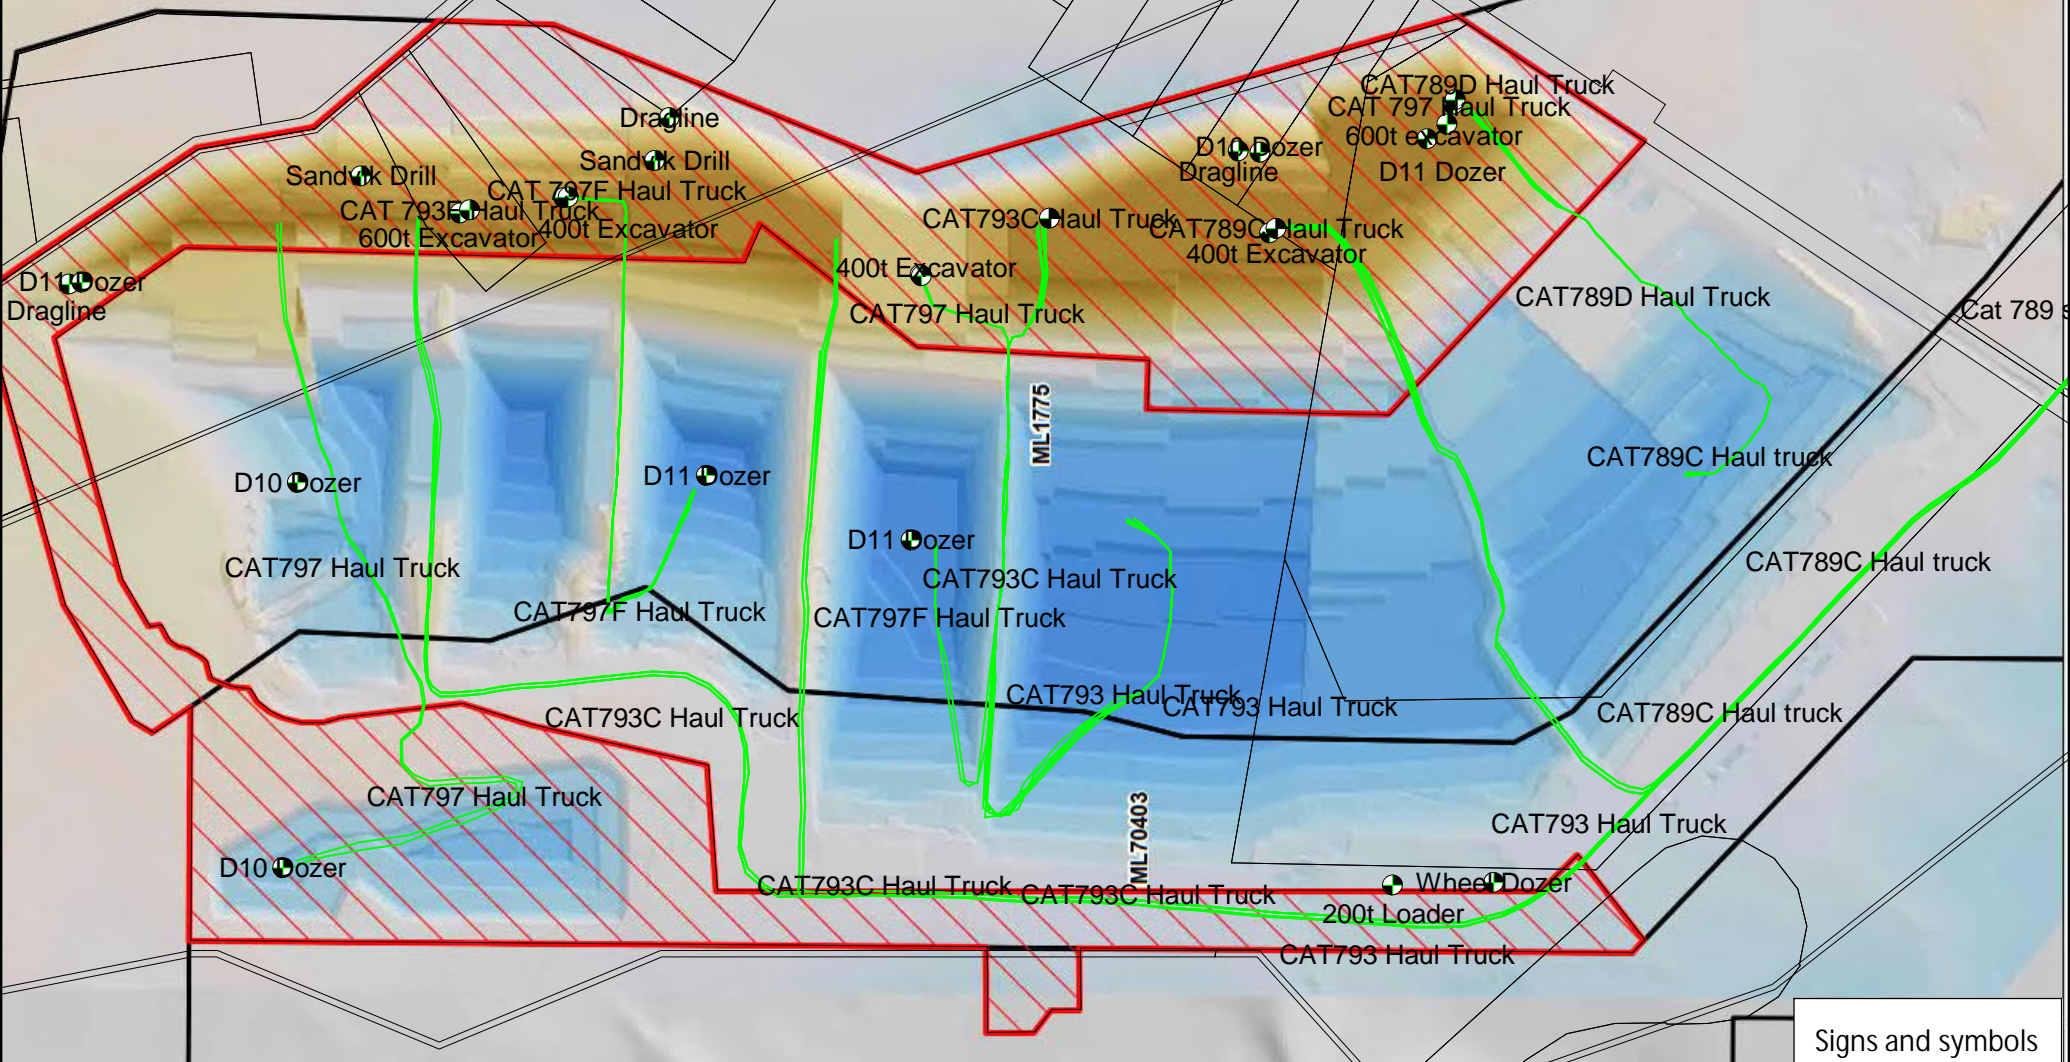 CAT789D Haul Truck
CAT 797 Haul Truck
Dragline
600t excavator
D11 Dozer
Sandvik Drill
Dragline
D11 Dozer
Sandvik Drill
CAT 797F Haul Truck
CAT 793F Haul Truck
CAT793C Haul Truck
CAT789C Haul Truck
600t Excavator
400t Excavator
400t Excavator
400t Excavator
D11 Dozer
Dragline
CAT797 Haul Truck
CAT789D Haul Truck
Cat 789 s
ML1775
CAT789C Haul truck
D10 Dozer
D11 Dozer
D11 Dozer
CAT789C Haul truck
CAT797 Haul Truck
CAT793C Haul Truck
CAT797F Haul Truck
CAT797F Haul Truck
CAT793 Haul Truck
CAT793 Haul Truck
CAT789C Haul truck
CAT793C Haul Truck
CAT797 Haul Truck
ML70403
CAT793 Haul Truck
D10 Dozer
CAT793C Haul Truck
CAT793C Haul Truck
Wheel Dozer
200t Loader
CAT793 Haul Truck
Signs and symbols